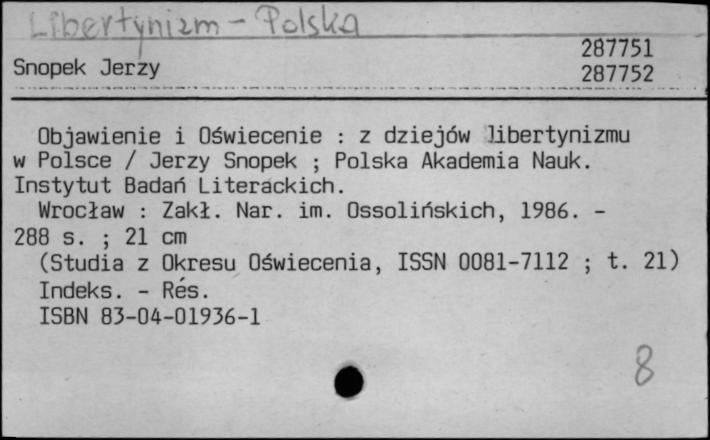 Libertynizm - Polska
287751
Snopek Jerzy
287752
Objawienie i Oświecenie : z dziejów libertynizmu
w Polsce / Jerzy Snopek ; Polska Akademia Nauk.
Instytut Badań Literackich.
Wrocław : Zakł. Nar. im. Ossolińskich, 1986. -
288 s. ; 21 cm
(Studia z Okresu Oświecenia, ISSN 0081-7112 ; t. 21)
Indeks. - Rés.
ISBN 83-04-01936-1
8